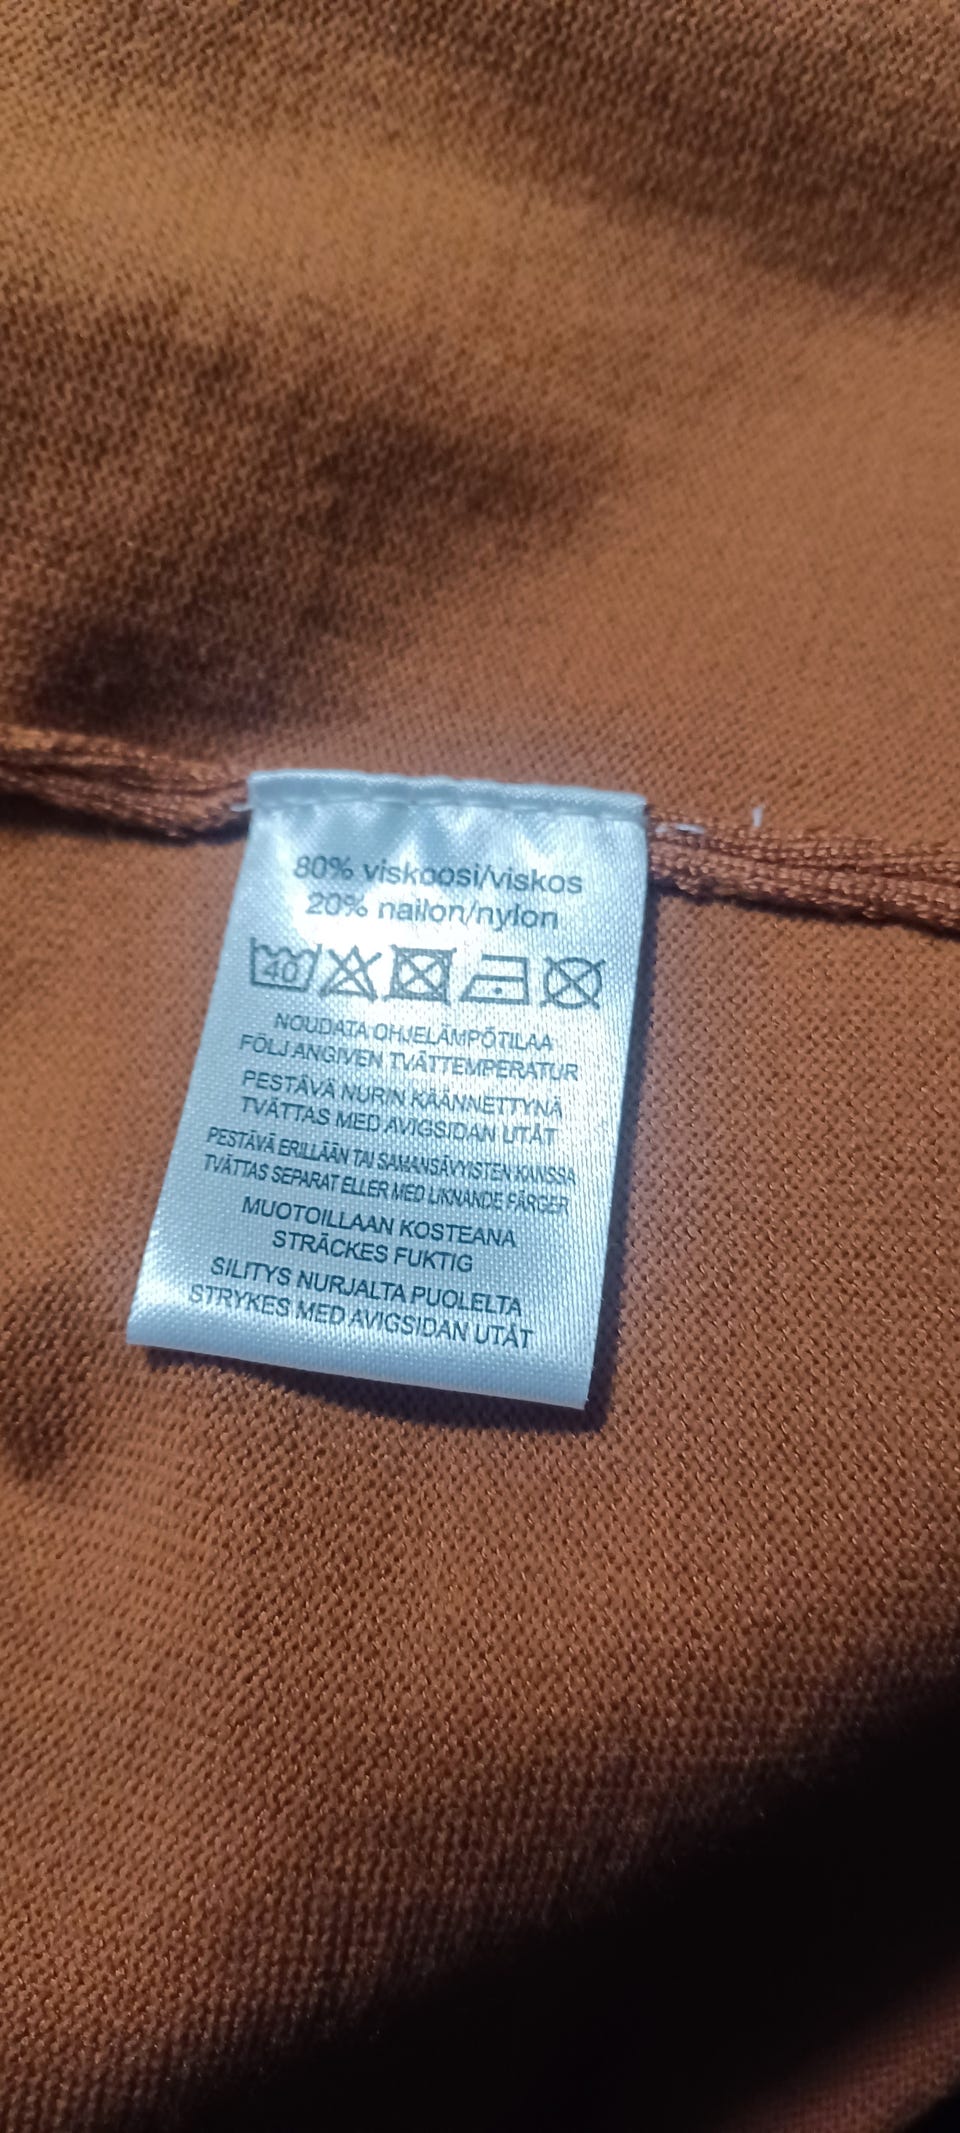 80% viskoosi/viskos
20% nailon/nylon
40
NOUDATA OHJELÄMPÖTILAA
FÖLJ ANGIVEN TVÄTTEMPERATUR
PESTÄVÄ NURIN KÄÄNNETTYNÄ
TVÄTTAS MED AVIGSIDAN UTÅT
PESTÄVÄ ERILLÄÄN TAI SAMANSÄVYISTEN KANSSA
TVÄTTAS SEPARAT ELLER MED LIKNANDE FÄRGER
MUOTOILLAAN KOSTEANA
STRÄCKES FUKTIG
SILITYS NURJALTA PUOLELTA
STRYKES MED AVIGSIDAN UTÅT